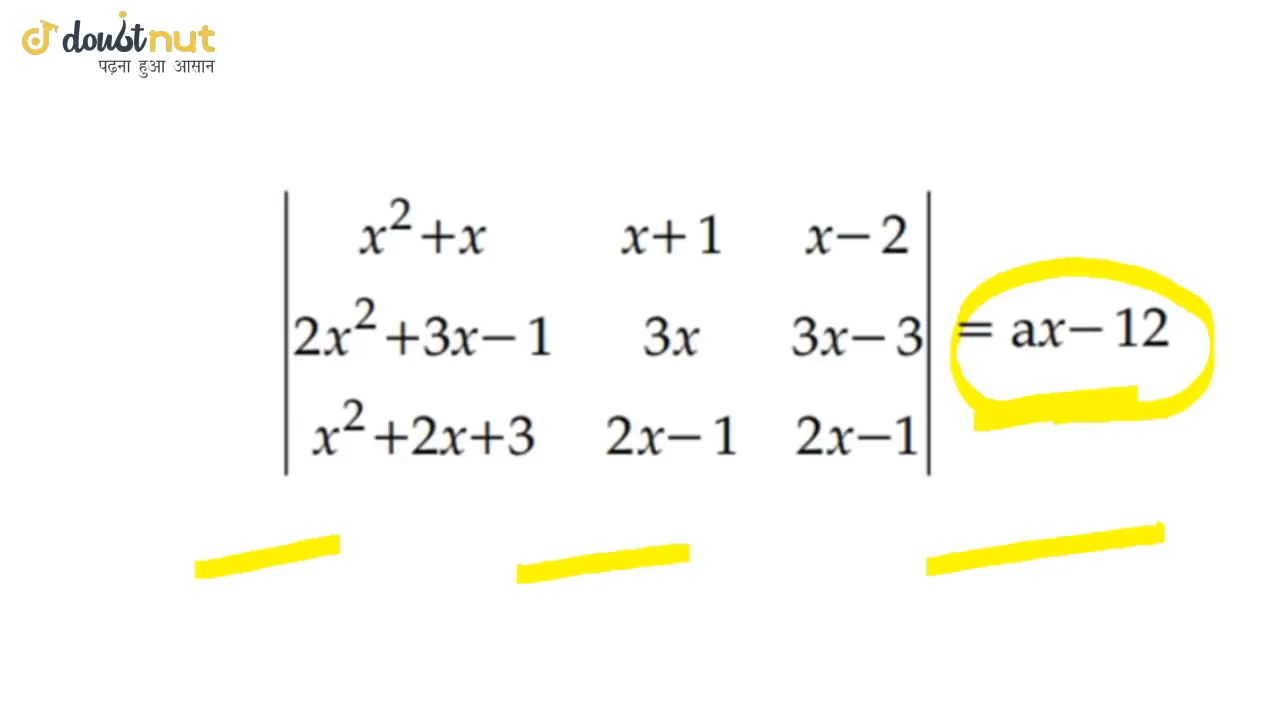 doubtnut
पढ़ना हुआ आसान
x²+x x+1 x−2
2x²+3x−1 3x 3x−3 = ax−12
x²+2x+3 2x−1 2x−1